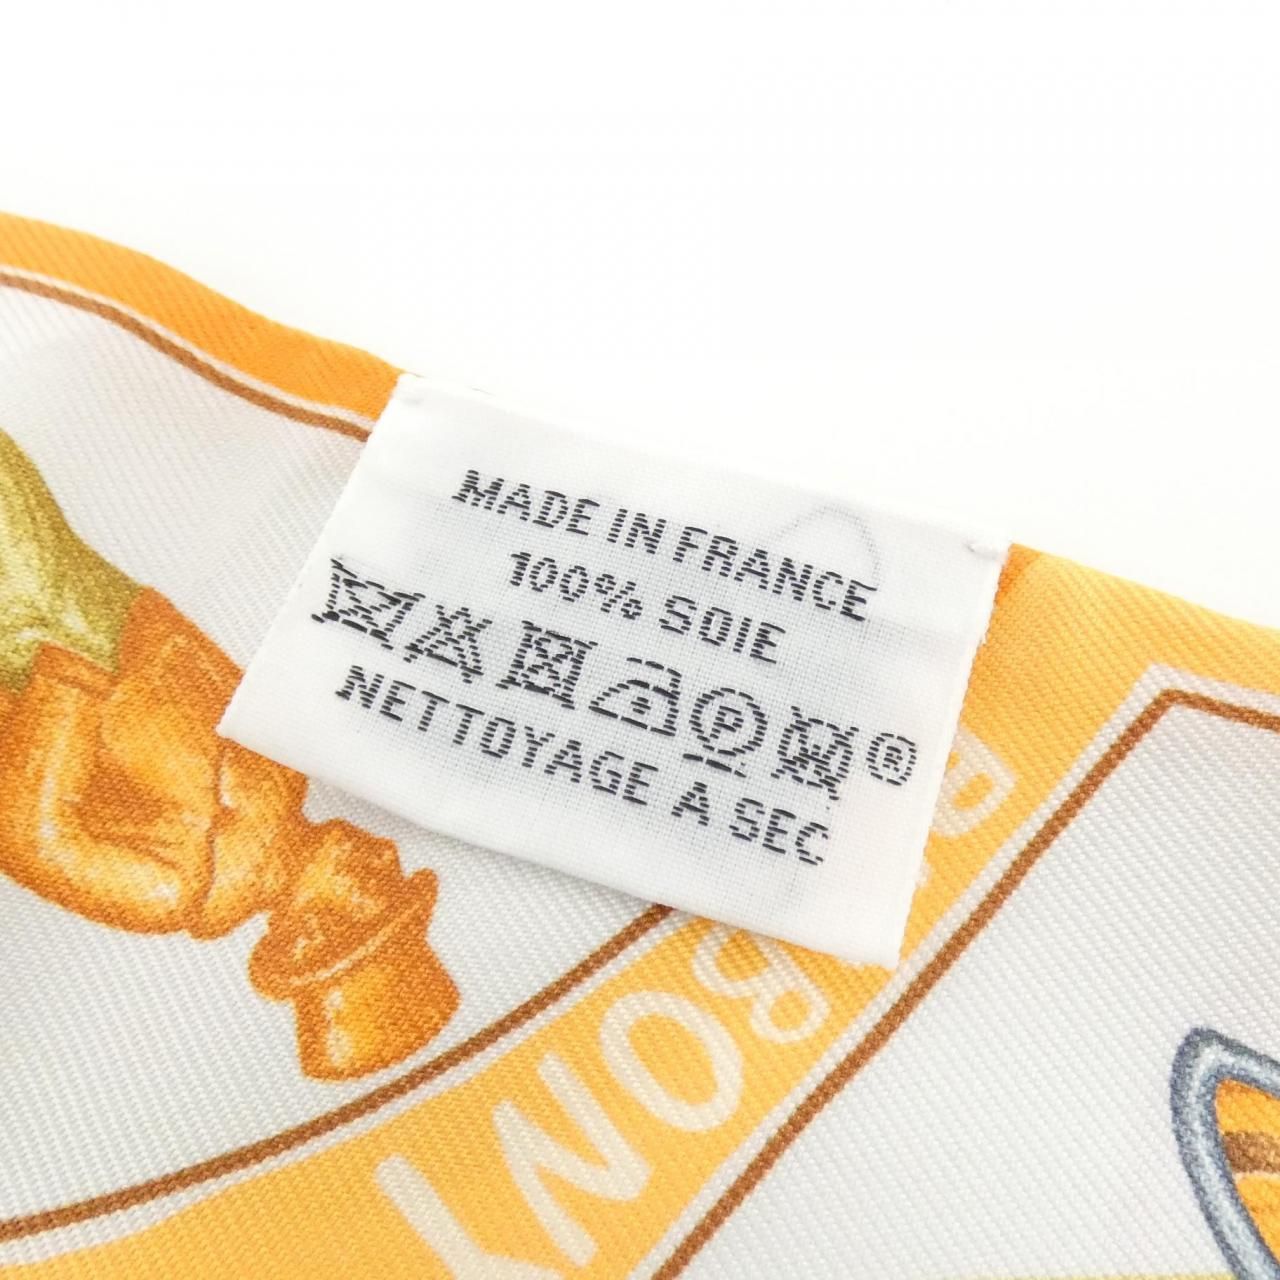 MADE IN FRANCE
100% SOIE
P ®
NETTOYAGE A SEC